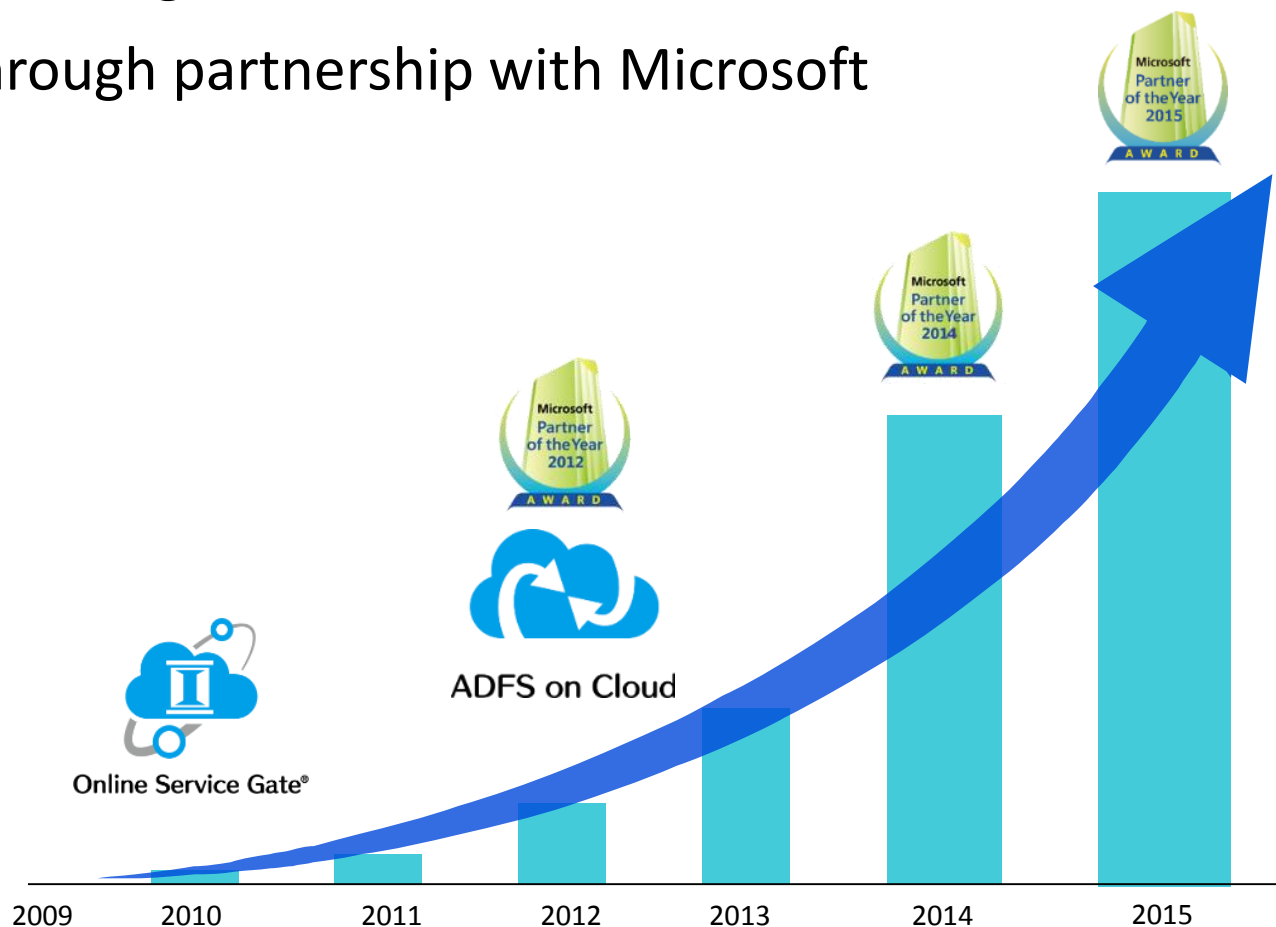 through partnership with Microsoft
Microsoft
Partner
of the Year
2015
AWARD
Microsoft
Partner
of the Year
2014
AWARD
Microsoft
Partner
of the Year
2012
AWARD
ADFS on Cloud
Online Service Gate®
2009 2010 2011 2012 2013 2014 2015